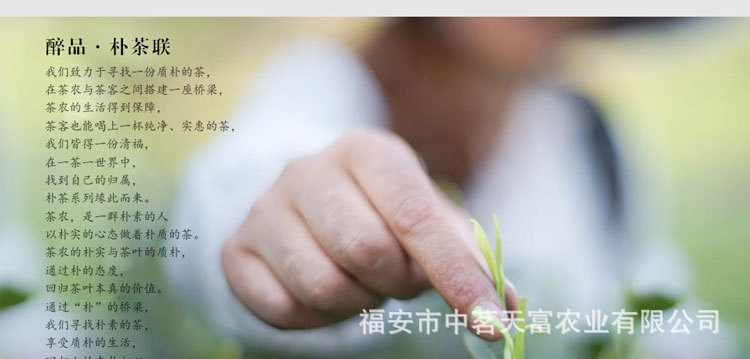 醉品·朴茶联
我们致力于寻找一份质朴的茶，
在茶农与茶客之间搭建一座桥梁，
茶农的生活得到保障，
茶客也能喝上一杯纯净、实惠的茶，
我们皆得一份清福，
在一茶一世界中，
找到自己的归属，
朴茶系列缘此而来。
茶农，是一群朴素的人
以朴实的心态做着朴质的茶。
茶农的朴实与茶叶的质朴，
通过朴的态度，
回归茶叶本真的价值。
通过“朴”的桥梁，
我们寻找朴素的茶，
享受质朴的生活，
福安市中茗天富农业有限公司